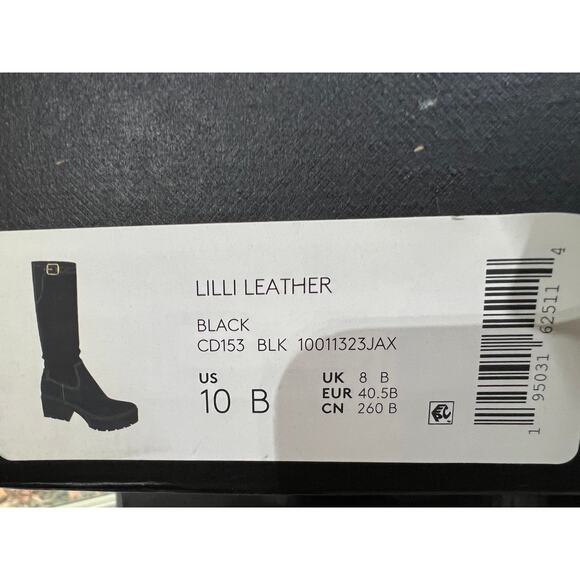 LILLI LEATHER
BLACK
CD153 BLK 10011323JAX
US
10 B
UK 8 B
EUR 40.5B
CN 260 B
1 95031 62511 4